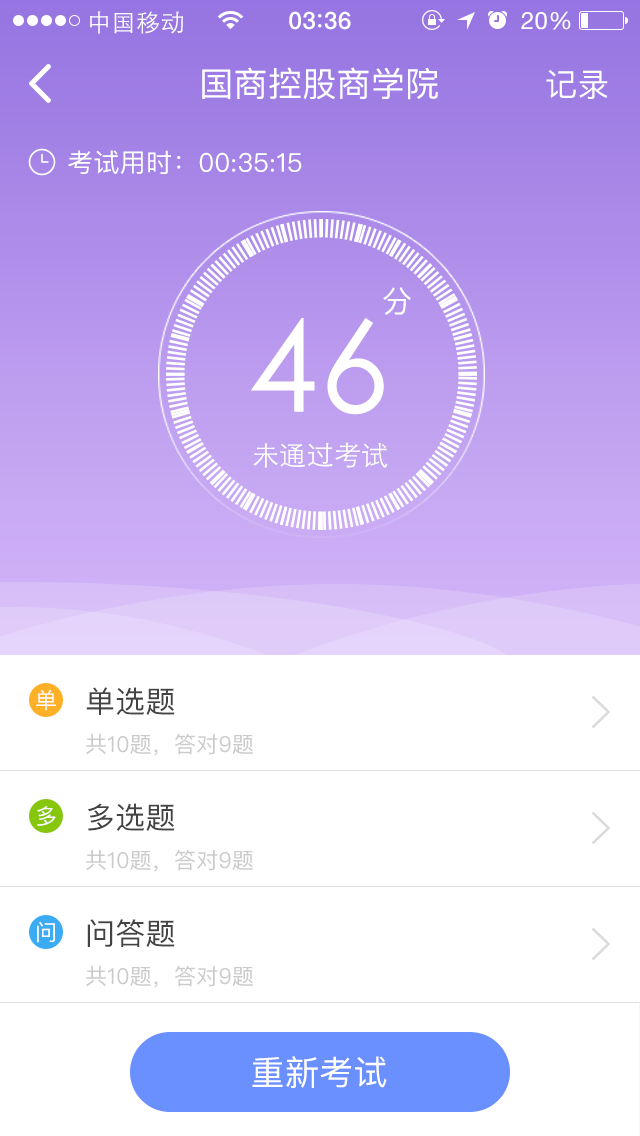 中国移动 03:36 20%
国商控股商学院 记录
考试用时：00:35:15
46分
未通过考试
单 单选题
共10题，答对9题
多 多选题
共10题，答对9题
问 问答题
共10题，答对9题
重新考试